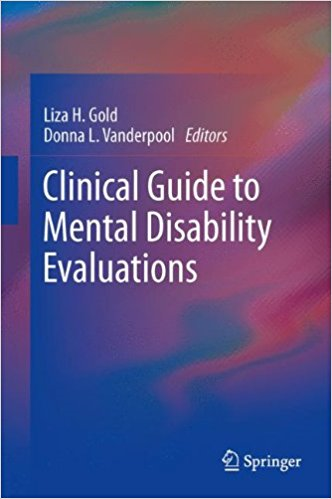 Liza H. Gold
Donna L. Vanderpool Editors
Clinical Guide to
Mental Disability
Evaluations
Springer